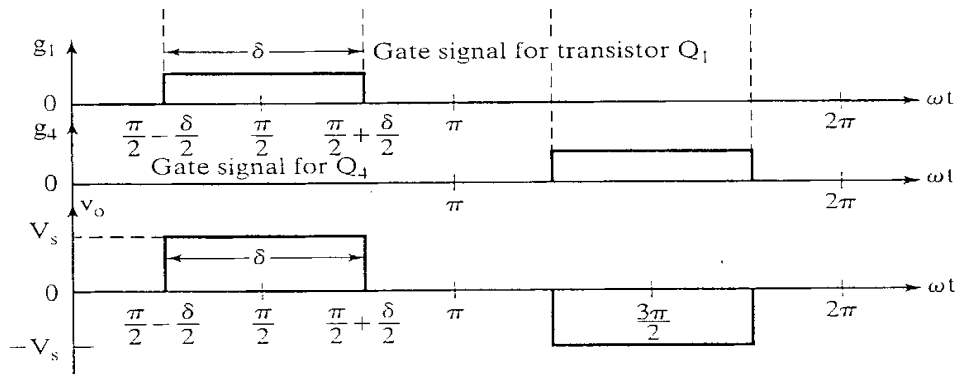 g₁
δ
Gate signal for transistor Q₁
0
ωt
π/2 − δ/2
π/2
π/2 + δ/2
π
2π
g₄
Gate signal for Q₄
0
ωt
π
2π
vₒ
Vₛ
δ
0
ωt
π/2 − δ/2
π/2
π/2 + δ/2
π
3π/2
2π
−Vₛ